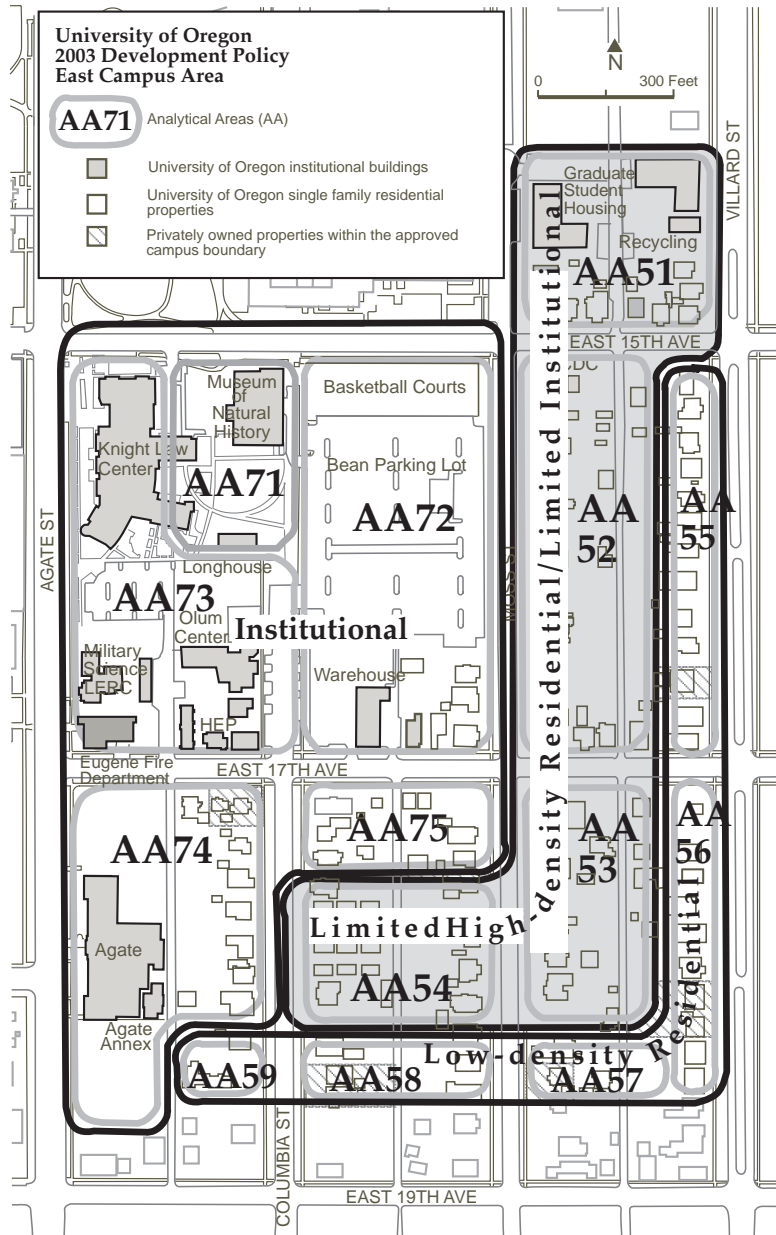 University of Oregon
2003 Development Policy
East Campus Area
AA71
Analytical Areas (AA)
University of Oregon institutional buildings
University of Oregon single family residential
properties
Privately owned properties within the approved
campus boundary
N
0 300 Feet
VILLARD ST
Graduate
Student
Housing
Recycling
AA51
EAST 15TH AVE
CDC
Museum
of
Natural
History
Basketball Courts
Knight Law
Center
AA71
Bean Parking Lot
AA72
AA
52
AA
55
AGATE ST
MOSS ST
Longhouse
AA73
Olum
Center
Institutional
Limited High-density Residential/Limited Institutional
Military
Science
LERC
Warehouse
HEP
Eugene Fire
Department
EAST 17TH AVE
AA74
AA75
AA
53
AA
56
Agate
AA54
Agate
Annex
Low-density Residential
AA59
AA58
AA57
COLUMBIA ST
EAST 19TH AVE